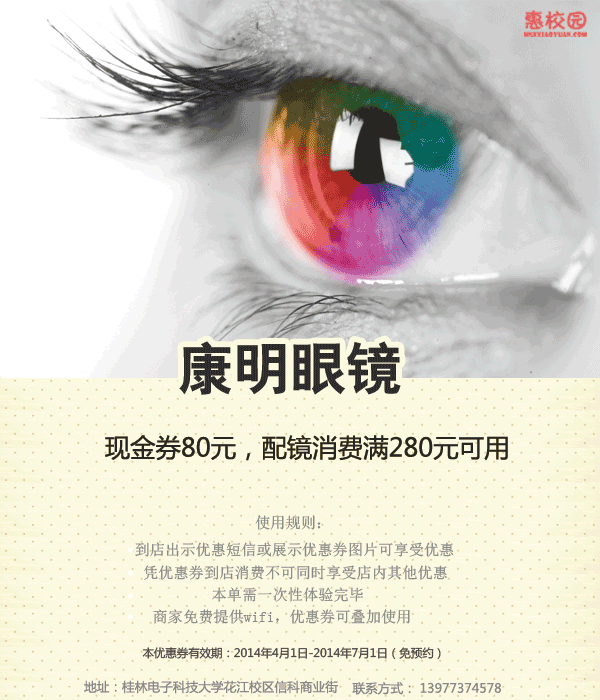 惠校园
HUIXIAOYUAN.COM
康明眼镜
现金券80元，配镜消费满280元可用
使用规则：
到店出示优惠短信或展示优惠券图片可享受优惠
凭优惠券到店消费不可同时享受店内其他优惠
本单需一次性体验完毕
商家免费提供wifi，优惠券可叠加使用
本优惠券有效期：2014年4月1日-2014年7月1日（免预约）
地址：桂林电子科技大学花江校区信科商业街 联系方式： 13977374578